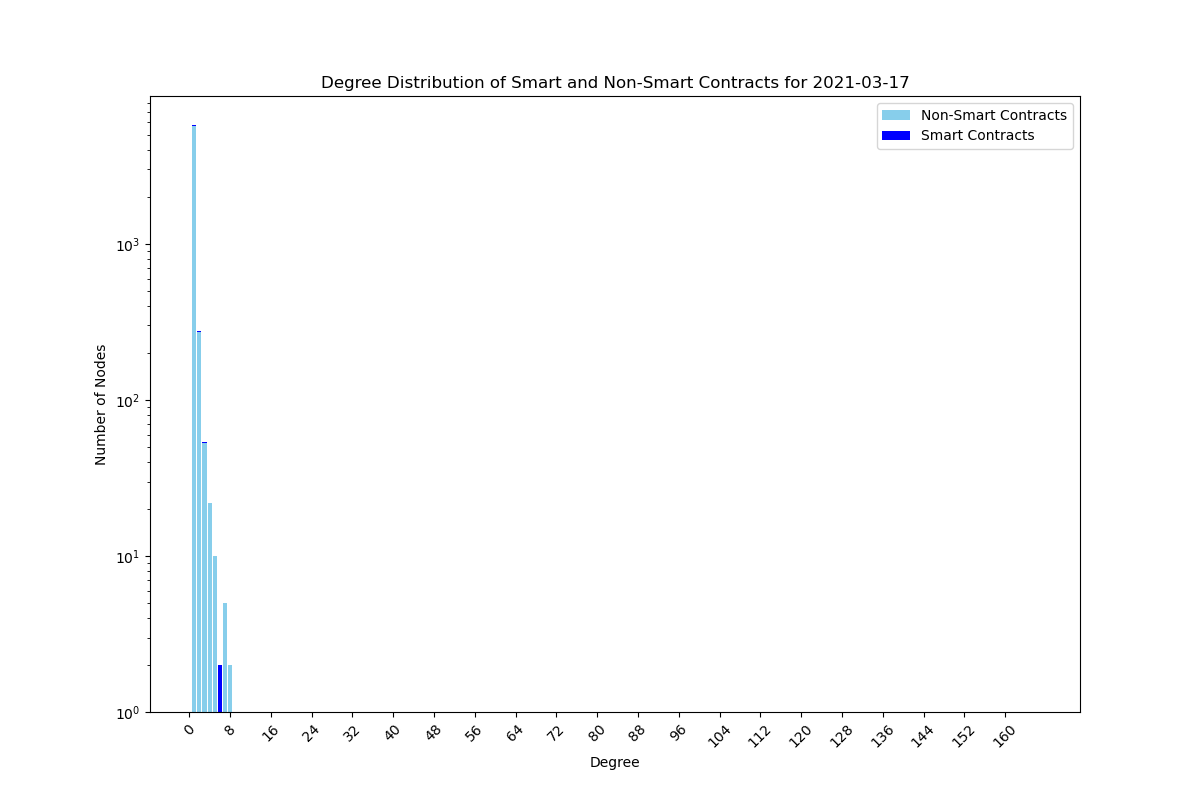 Degree Distribution of Smart and Non-Smart Contracts for 2021-03-17
Non-Smart Contracts
Smart Contracts
Number of Nodes
10³
10²
10¹
10⁰
0 8 16 24 32 40 48 56 64 72 80 88 96 104 112 120 128 136 144 152 160
Degree